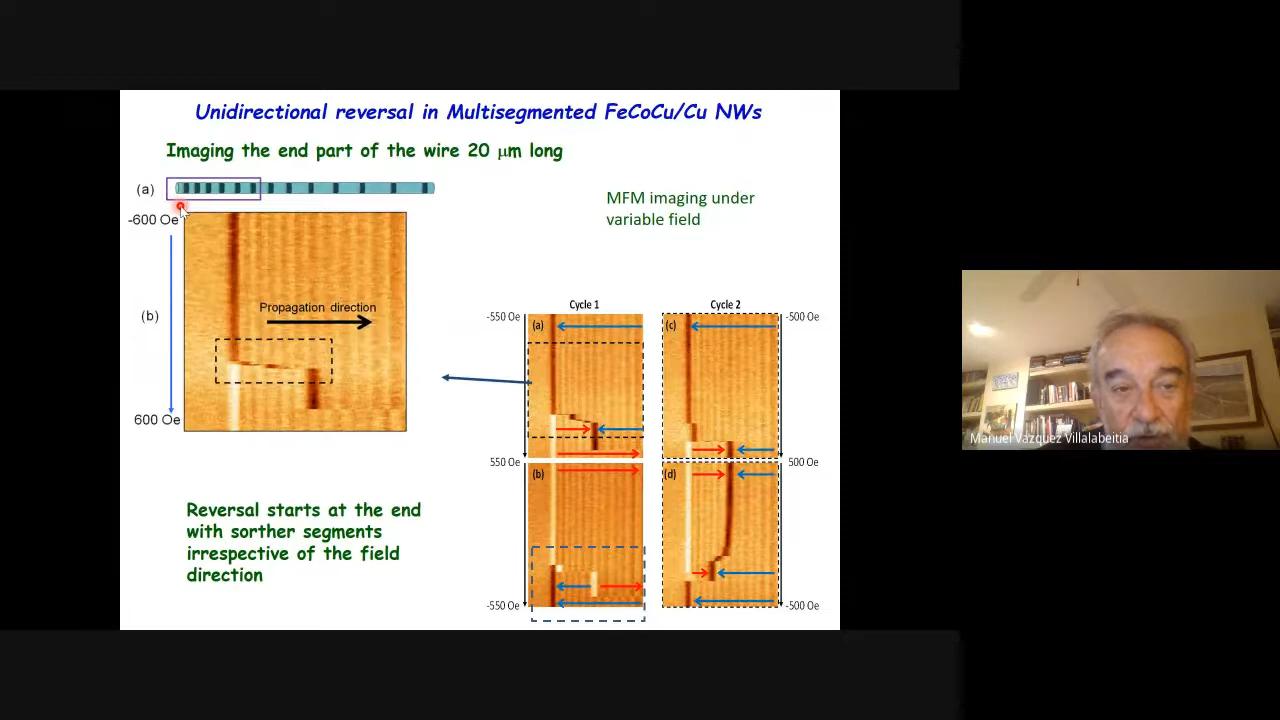 Unidirectional reversal in Multisegmented FeCoCu/Cu NWs
Imaging the end part of the wire 20 μm long
(a)
MFM imaging under
variable field
-600 Oe
Propagation direction
(b)
600 Oe
Cycle 1
Cycle 2
-550 Oe
(a)
(c)
-500 Oe
550 Oe
500 Oe
(b)
(d)
-550 Oe
-500 Oe
Reversal starts at the end
with sorther segments
irrespective of the field
direction
Manuel Vazquez Villalabeitia